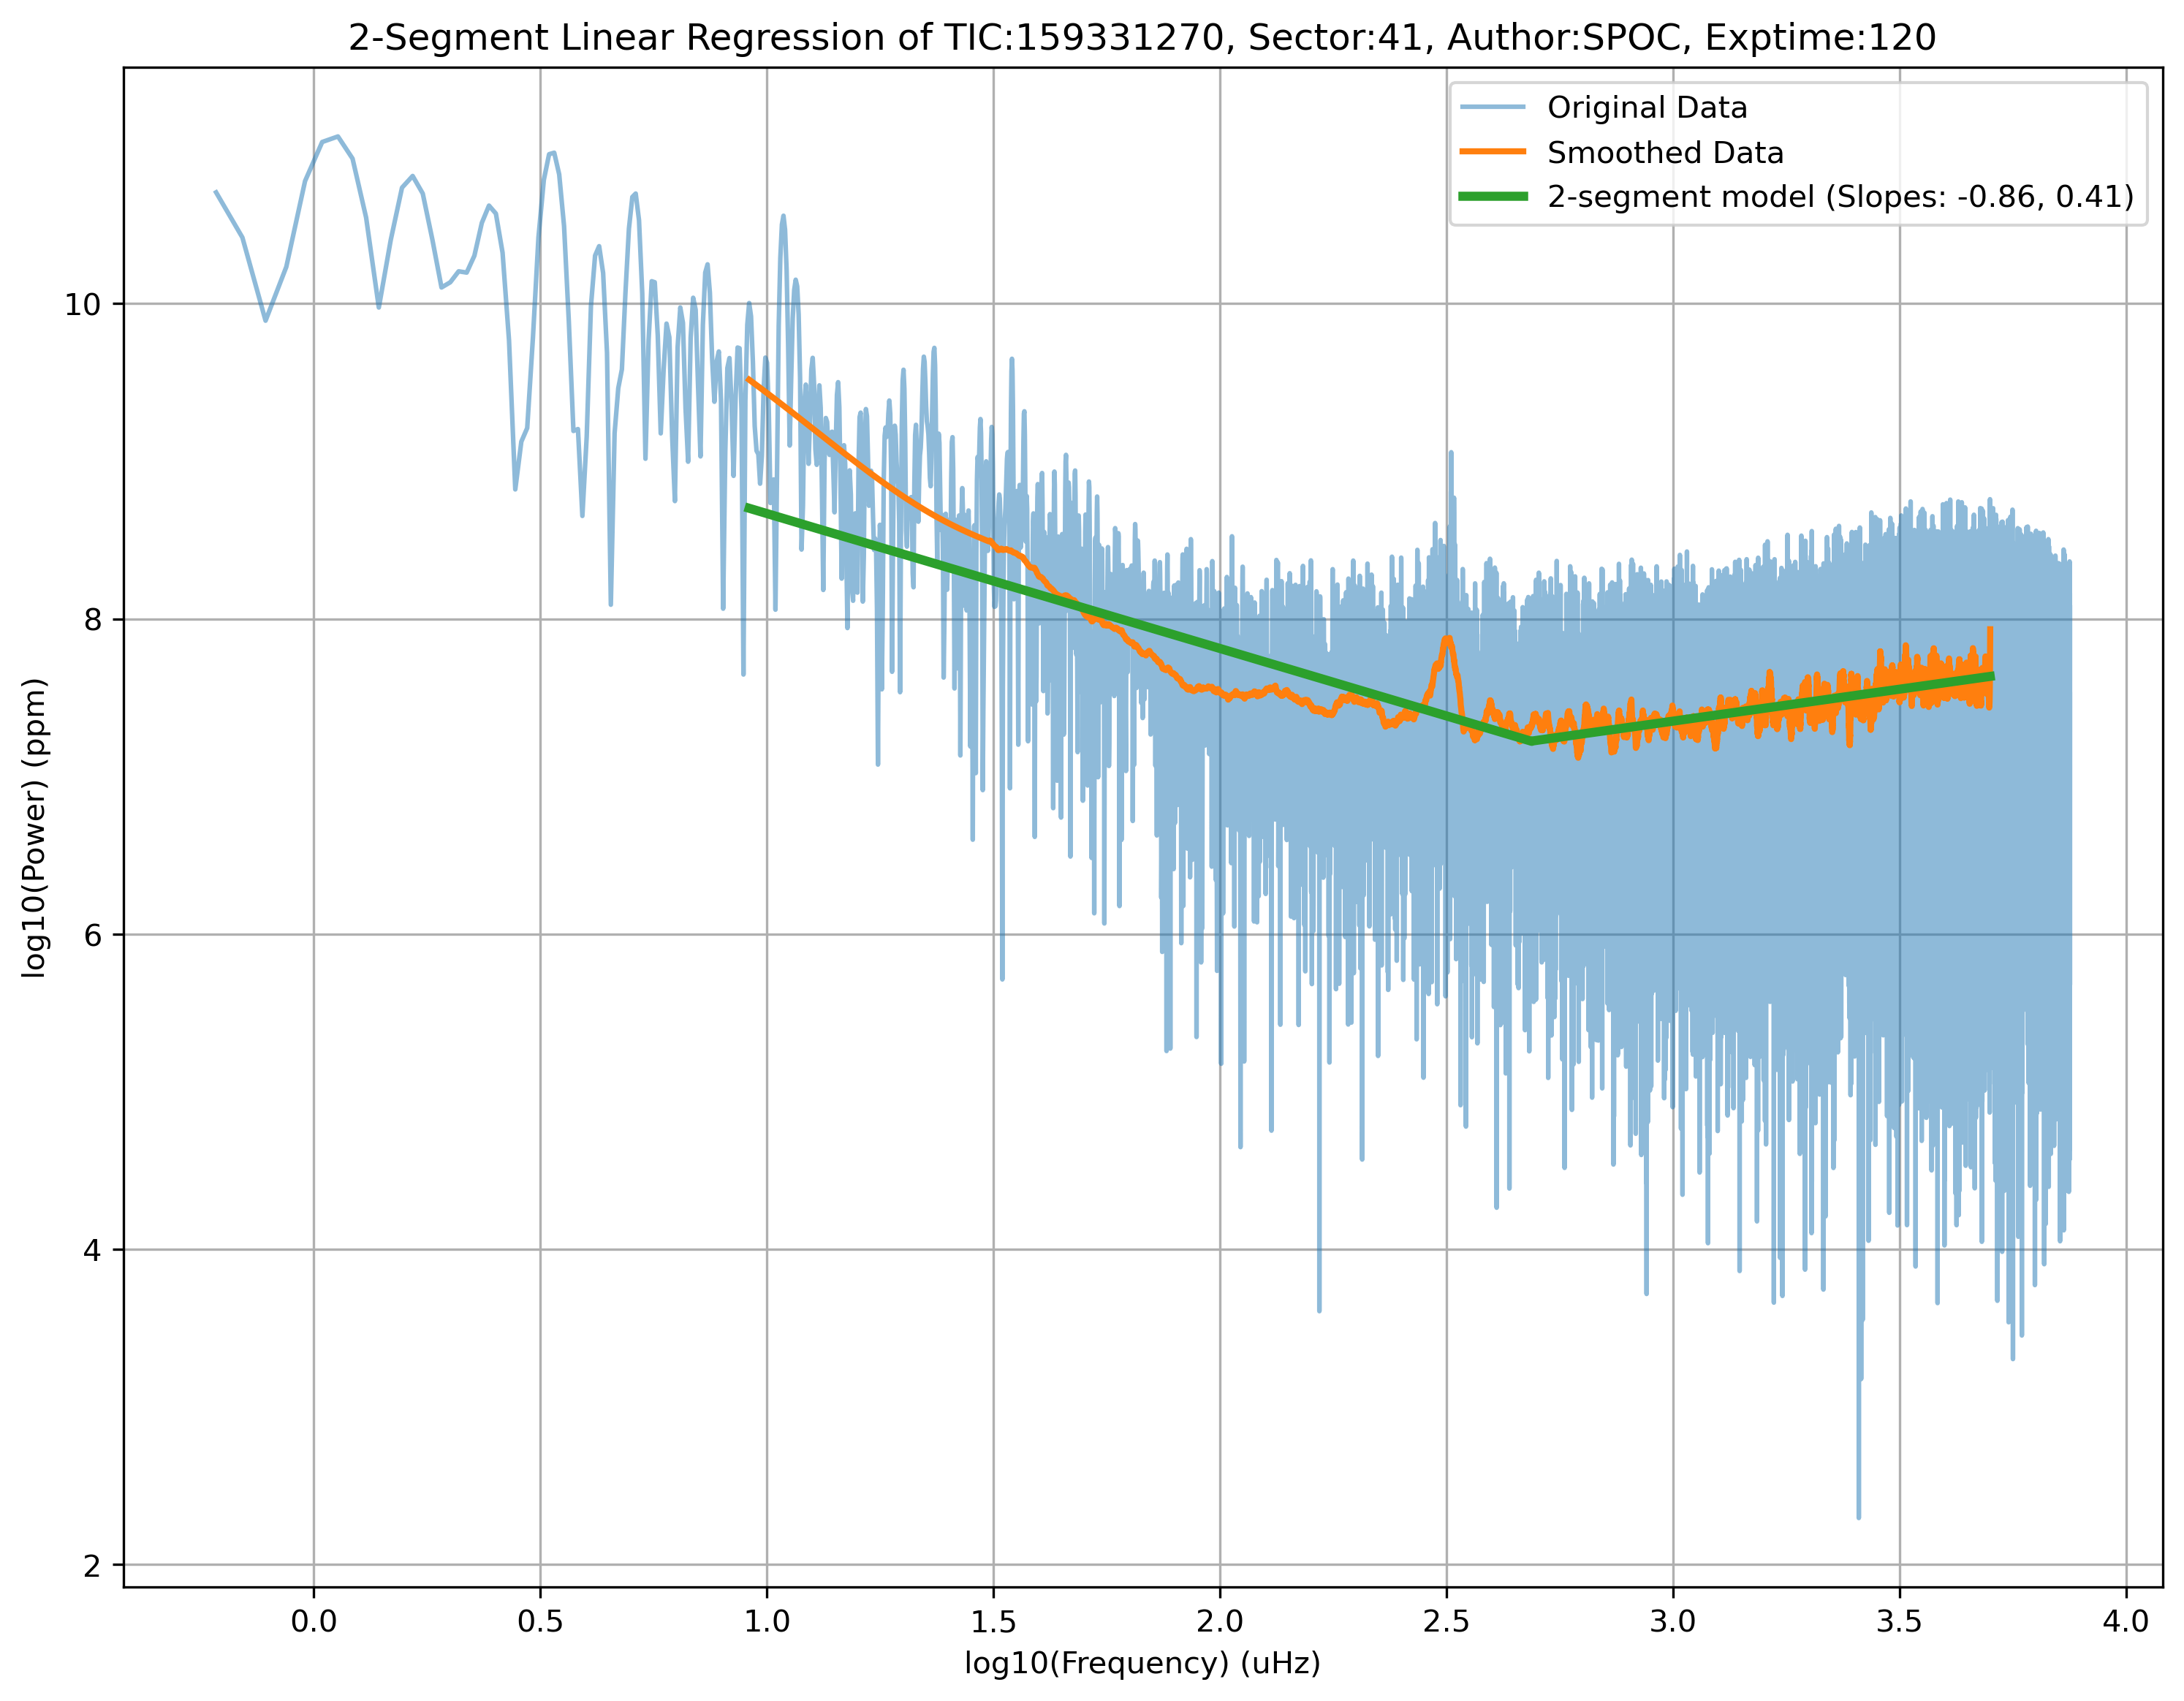 2-Segment Linear Regression of TIC:159331270, Sector:41, Author:SPOC, Exptime:120
Original Data
Smoothed Data
2-segment model (Slopes: -0.86, 0.41)
log10(Power) (ppm)
10
8
6
4
2
0.0 0.5 1.0 1.5 2.0 2.5 3.0 3.5 4.0
log10(Frequency) (uHz)